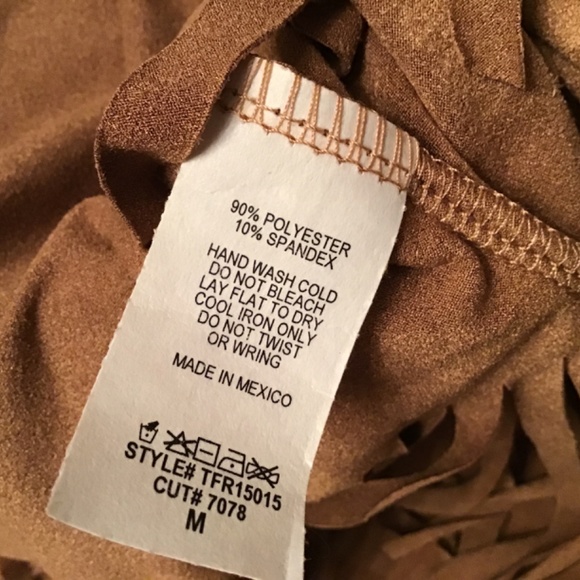 90% POLYESTER
10% SPANDEX
HAND WASH COLD
DO NOT BLEACH
LAY FLAT TO DRY
COOL IRON ONLY
DO NOT TWIST
OR WRING
MADE IN MEXICO
STYLE# TFR15015
CUT# 7078
M